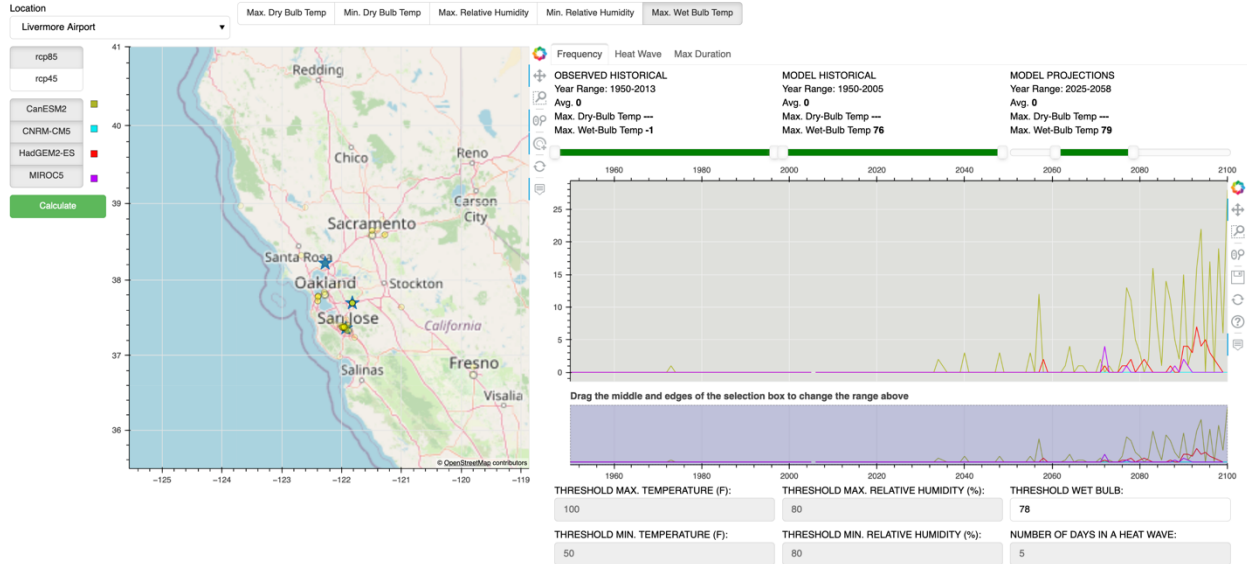 Location
Livermore Airport
Max. Dry Bulb Temp Min. Dry Bulb Temp Max. Relative Humidity Min. Relative Humidity Max. Wet Bulb Temp
rcp85
rcp45
CanESM2
CNRM-CM5
HadGEM2-ES
MIROC5
Calculate
41
40
39
38
37
36
-125 -124 -123 -122 -121 -120 -119
Redding
Chico
Reno
Carson
City
Sacramento
Santa Rosa
Oakland
Stockton
San Jose
California
Salinas
Fresno
Visalia
© OpenStreetMap contributors
Frequency Heat Wave Max Duration
OBSERVED HISTORICAL
Year Range: 1950-2013
Avg. 0
Max. Dry-Bulb Temp ---
Max. Wet-Bulb Temp -1
MODEL HISTORICAL
Year Range: 1950-2005
Avg. 0
Max. Dry-Bulb Temp ---
Max. Wet-Bulb Temp 76
MODEL PROJECTIONS
Year Range: 2025-2058
Avg. 0
Max. Dry-Bulb Temp ---
Max. Wet-Bulb Temp 79
1960 1980 2000 2020 2040 2060 2080 2100
25
20
15
10
5
0
Drag the middle and edges of the selection box to change the range above
1960 1980 2000 2020 2040 2060 2080 2100
THRESHOLD MAX. TEMPERATURE (F): THRESHOLD MAX. RELATIVE HUMIDITY (%): THRESHOLD WET BULB:
100 80 78
THRESHOLD MIN. TEMPERATURE (F): THRESHOLD MIN. RELATIVE HUMIDITY (%): NUMBER OF DAYS IN A HEAT WAVE:
50 80 5